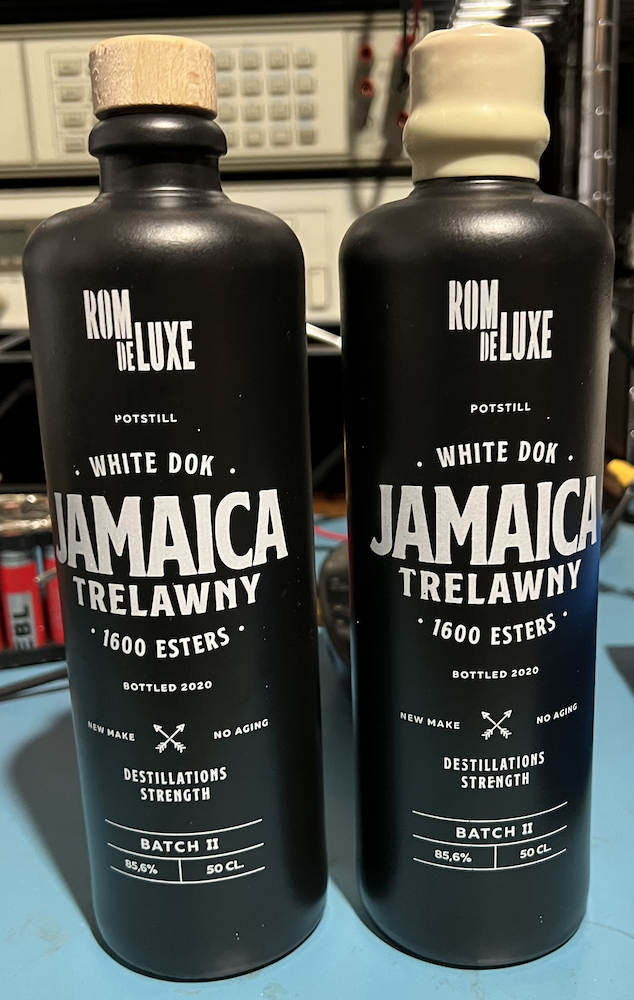 ROM
DE LUXE
POTSTILL
· WHITE DOK ·
JAMAICA
TRELAWNY
· 1600 ESTERS ·
BOTTLED 2020
NEW MAKE NO AGING
DESTILLATIONS
STRENGTH
BATCH II
85,6% 50 CL.
ROM
DE LUXE
POTSTILL
· WHITE DOK ·
JAMAICA
TRELAWNY
· 1600 ESTERS ·
BOTTLED 2020
NEW MAKE NO AGING
DESTILLATIONS
STRENGTH
BATCH II
85,6% 50 CL.
EBL